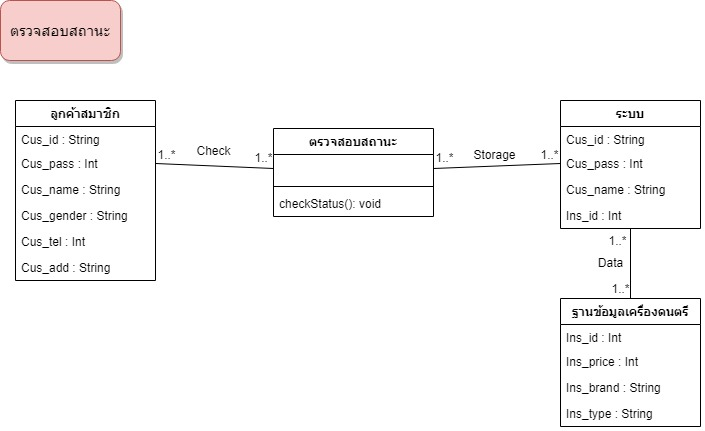 ตรวจสอบสถานะ
ลูกค้าสมาชิก
Cus_id : String
Cus_pass : Int
Cus_name : String
Cus_gender : String
Cus_tel : Int
Cus_add : String
1..*
Check
1..*
ตรวจสอบสถานะ
checkStatus(): void
1..*
Storage
1..*
ระบบ
Cus_id : String
Cus_pass : Int
Cus_name : String
Ins_id : Int
1..*
Data
1..*
ฐานข้อมูลเครื่องดนตรี
Ins_id : Int
Ins_price : Int
Ins_brand : String
Ins_type : String